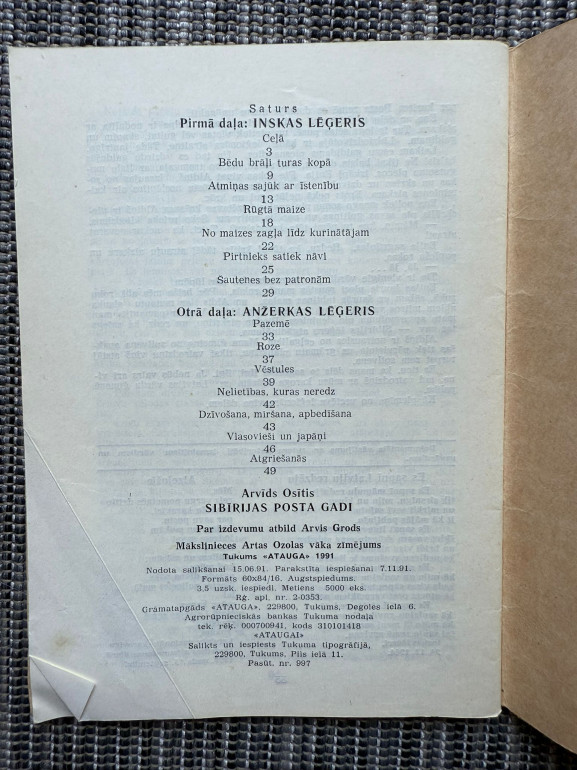 Saturs
Pirmā daļa: INSKAS LĒĢERIS
Ceļā
3
Bēdu brāļi turas kopā
9
Atmiņas sajūk ar īstenību
13
Rūgtā maize
18
No maizes zagļa līdz kurinātājam
22
Pirtnieks satiek nāvi
25
Sautenes bez patronām
29
Otrā daļa: ANŽERKAS LĒĢERIS
Pazemē
33
Roze
37
Vēstules
39
Nelietības, kuras neredz
42
Dzīvošana, miršana, apbedīšana
43
Vlasovieši un japāņi
46
Atgriešanās
49
Arvīds Osītis
SIBĪRIJAS POSTA GADI
Par izdevumu atbild Arvis Grods
Mākslinieces Artas Ozolas vāka zīmējums
Tukums «ATAUGA» 1991
Nodota salikšanai 15.06.91. Parakstīta iespiešanai 7.11.91.
Formāts 60x84/16. Augstspiedums.
3,5 uzsk. iespiedl. Metiens 5000 eks.
Rģ. apl. nr. 2-0353.
Grāmatapgāds «ATAUGA», 229800, Tukums, Degoles ielā 6.
Agrorūpnieciskās bankas Tukuma nodaļa
tek. rēķ. 000700941, kods 310101418
«ATAUGAI»
Salikts un iespiests Tukuma tipogrāfijā,
229800, Tukums, Pils ielā 11.
Pasūt. nr. 997